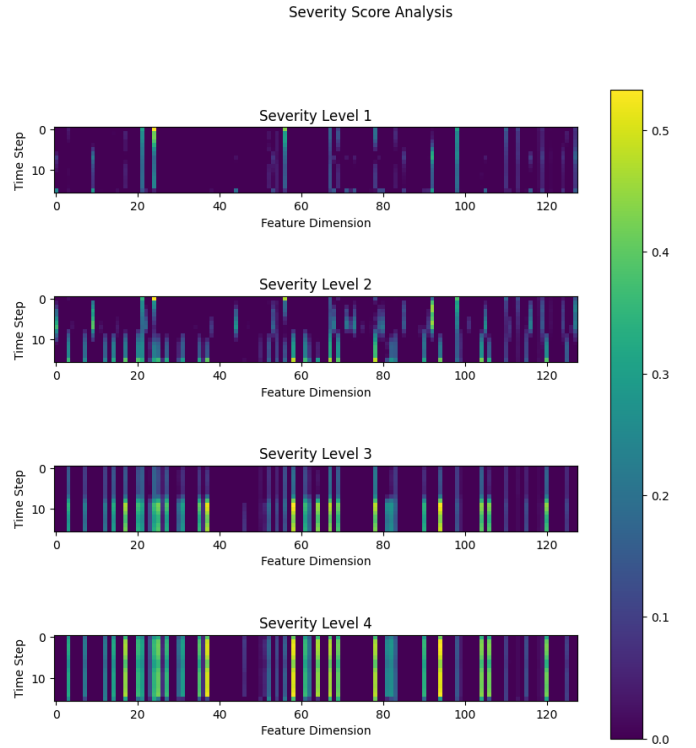 Severity Score Analysis
Severity Level 1
0
10
Time Step
0 20 40 60 80 100 120
Feature Dimension
Severity Level 2
0
10
Time Step
0 20 40 60 80 100 120
Feature Dimension
Severity Level 3
0
10
Time Step
0 20 40 60 80 100 120
Feature Dimension
Severity Level 4
0
10
Time Step
0 20 40 60 80 100 120
Feature Dimension
0.5
0.4
0.3
0.2
0.1
0.0